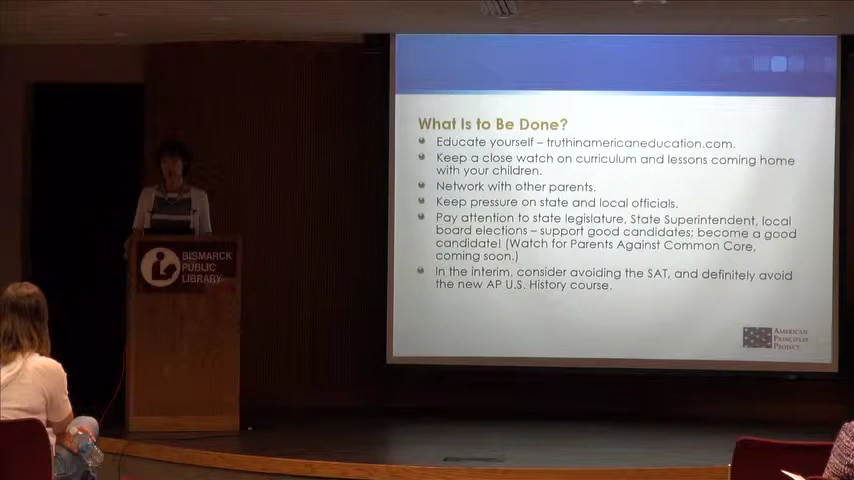 What Is to Be Done?
Educate yourself – truthinamericaneducation.com.
Keep a close watch on curriculum and lessons coming home
with your children.
Network with other parents.
Keep pressure on state and local officials.
Pay attention to state legislature, State Superintendent, local
board elections – support good candidates; become a good
candidate! (Watch for Parents Against Common Core,
coming soon.)
In the interim, consider avoiding the SAT, and definitely avoid
the new AP U.S. History course.
AMERICAN
PRINCIPLES
PROJECT
BISMARCK
PUBLIC
LIBRARY